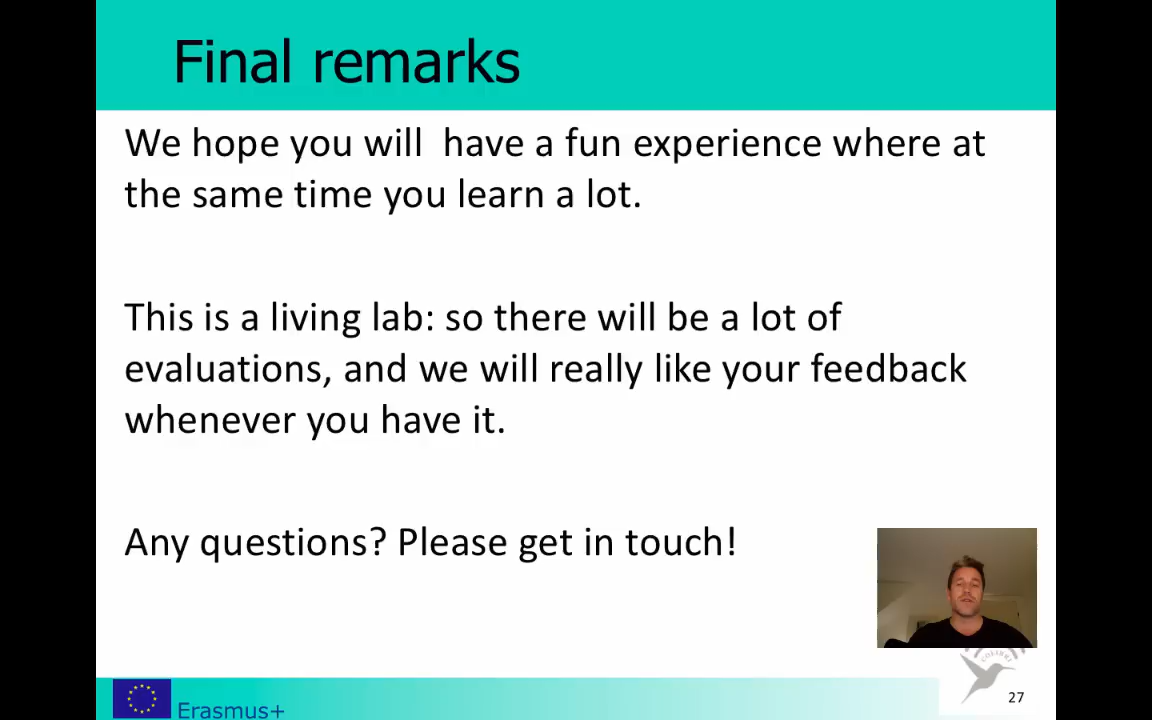 Final remarks
We hope you will  have a fun experience where at
the same time you learn a lot.
This is a living lab: so there will be a lot of
evaluations, and we will really like your feedback
whenever you have it.
Any questions? Please get in touch!
COLIBRI
27
Erasmus+